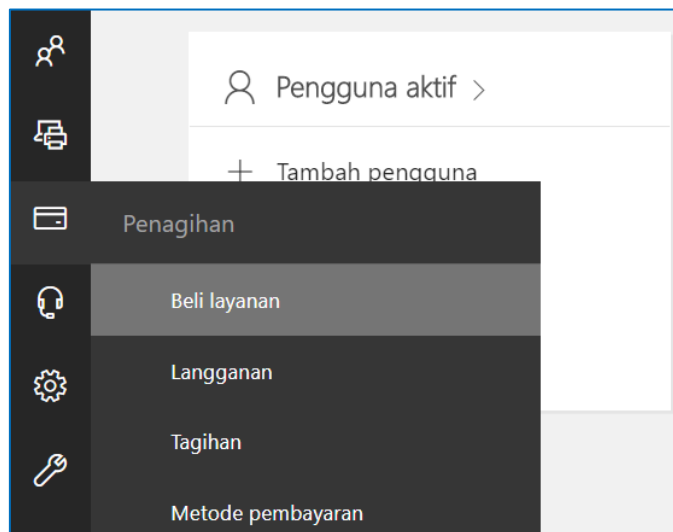 Pengguna aktif >
+ Tambah pengguna
Penagihan
Beli layanan
Langganan
Tagihan
Metode pembayaran